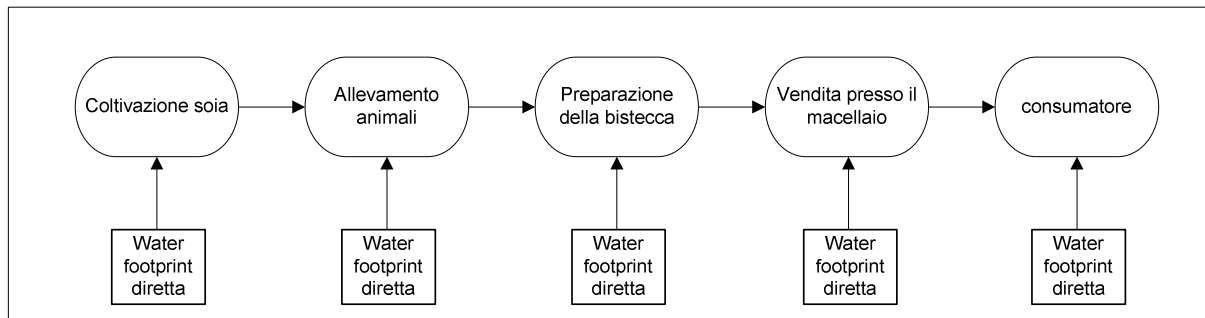 Coltivazione soia
Allevamento
animali
Preparazione
della bistecca
Vendita presso il
macellaio
consumatore
Water
footprint
diretta
Water
footprint
diretta
Water
footprint
diretta
Water
footprint
diretta
Water
footprint
diretta